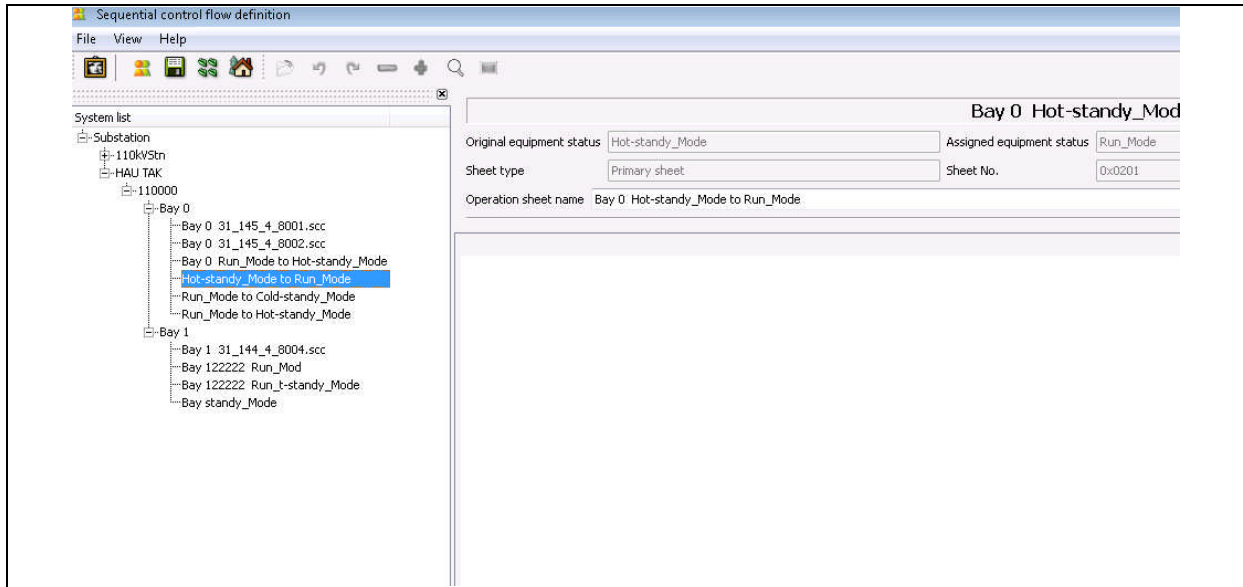 Sequential control flow definition
File View Help
System list
Substation
110kVStn
HAU TAK
110000
Bay 0
Bay 0 31_145_4_8001.scc
Bay 0 31_145_4_8002.scc
Bay 0 Run_Mode to Hot-standy_Mode
Hot-standy_Mode to Run_Mode
Run_Mode to Cold-standy_Mode
Run_Mode to Hot-standy_Mode
Bay 1
Bay 1 31_144_4_8004.scc
Bay 122222 Run_Mod
Bay 122222 Run_t-standy_Mode
Bay standy_Mode
Bay 0 Hot-standy_Mod
Original equipment status Hot-standy_Mode Assigned equipment status Run_Mode
Sheet type Primary sheet Sheet No. 0x0201
Operation sheet name Bay 0 Hot-standy_Mode to Run_Mode